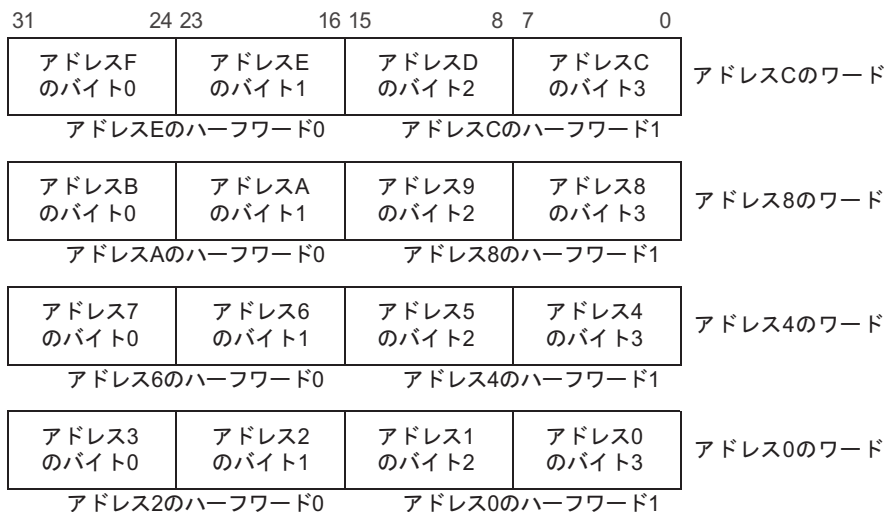 31 24 23 16 15 8 7 0
アドレスF アドレスE アドレスD アドレスC
のバイト0 のバイト1 のバイト2 のバイト3
アドレスCのワード
アドレスEのハーフワード0 アドレスCのハーフワード1
アドレスB アドレスA アドレス9 アドレス8
のバイト0 のバイト1 のバイト2 のバイト3
アドレス8のワード
アドレスAのハーフワード0 アドレス8のハーフワード1
アドレス7 アドレス6 アドレス5 アドレス4
のバイト0 のバイト1 のバイト2 のバイト3
アドレス4のワード
アドレス6のハーフワード0 アドレス4のハーフワード1
アドレス3 アドレス2 アドレス1 アドレス0
のバイト0 のバイト1 のバイト2 のバイト3
アドレス0のワード
アドレス2のハーフワード0 アドレス0のハーフワード1